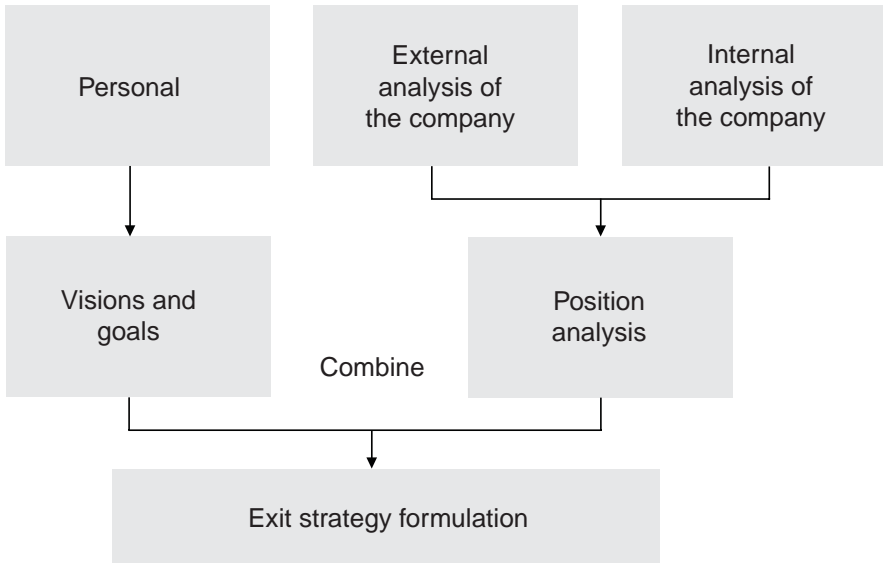 Personal
External
analysis of
the company
Internal
analysis of
the company
Visions and
goals
Position
analysis
Combine
Exit strategy formulation